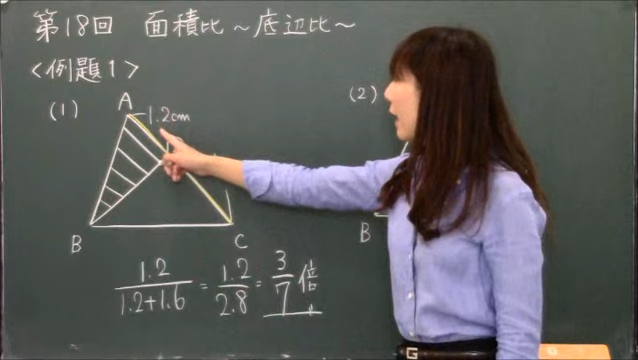 第18回 面積比～底辺比～
<例題1>
(1)
A
1.2cm
B
C
1.2/1.2+1.6 = 1.2/2.8 = 3/7 倍
(2)
B